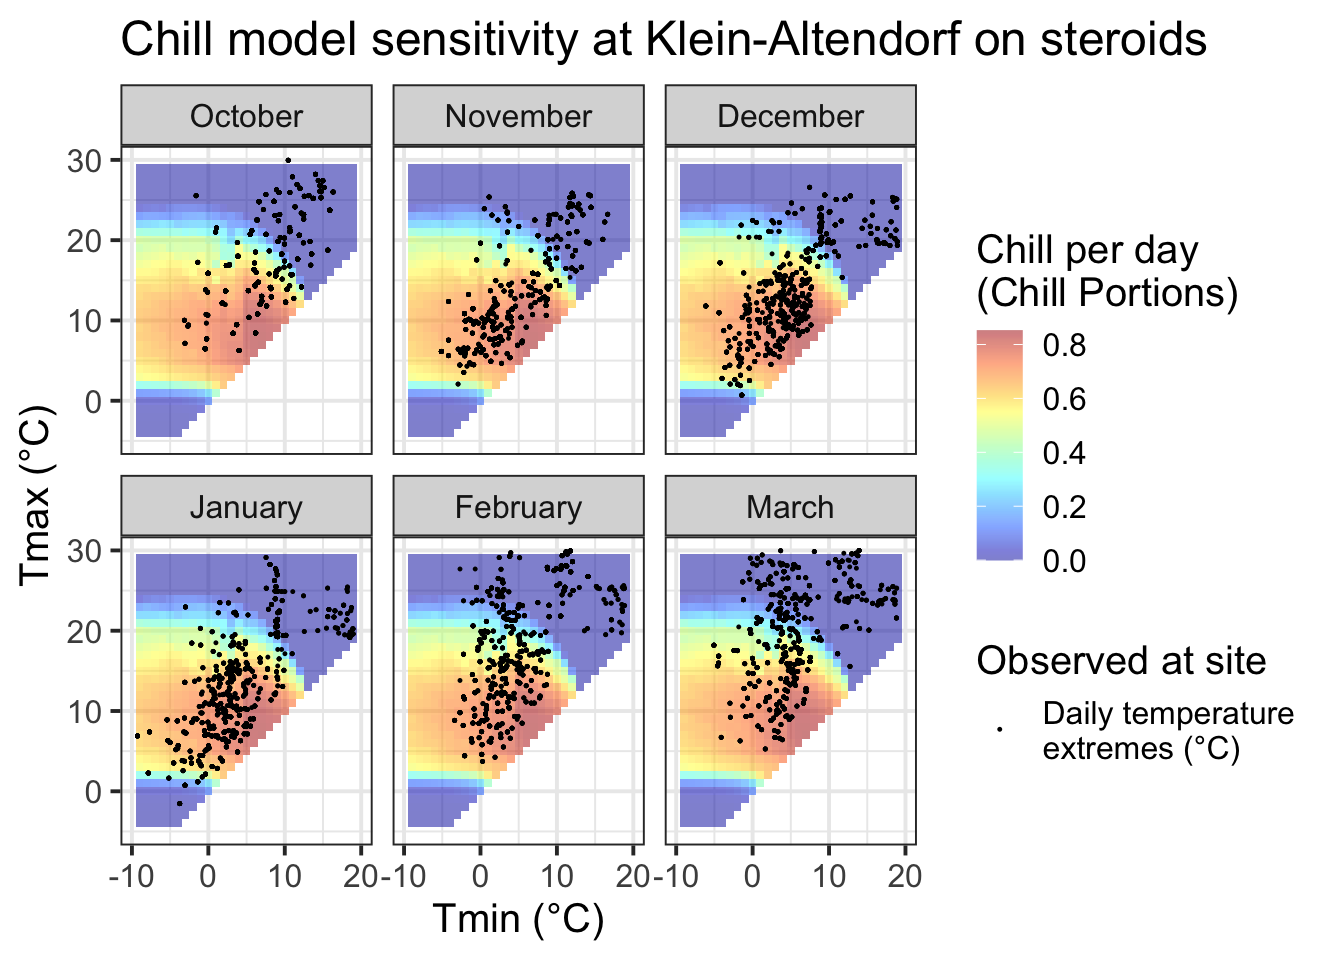 Chill model sensitivity at Klein-Altendorf on steroids
October
November
December
30
20
10
0
January
February
March
30
20
10
0
-10 0 10 20
-10 0 10 20
-10 0 10 20
Tmin (°C)
Tmax (°C)
Chill per day
(Chill Portions)
0.8
0.6
0.4
0.2
0.0
Observed at site
Daily temperature
extremes (°C)